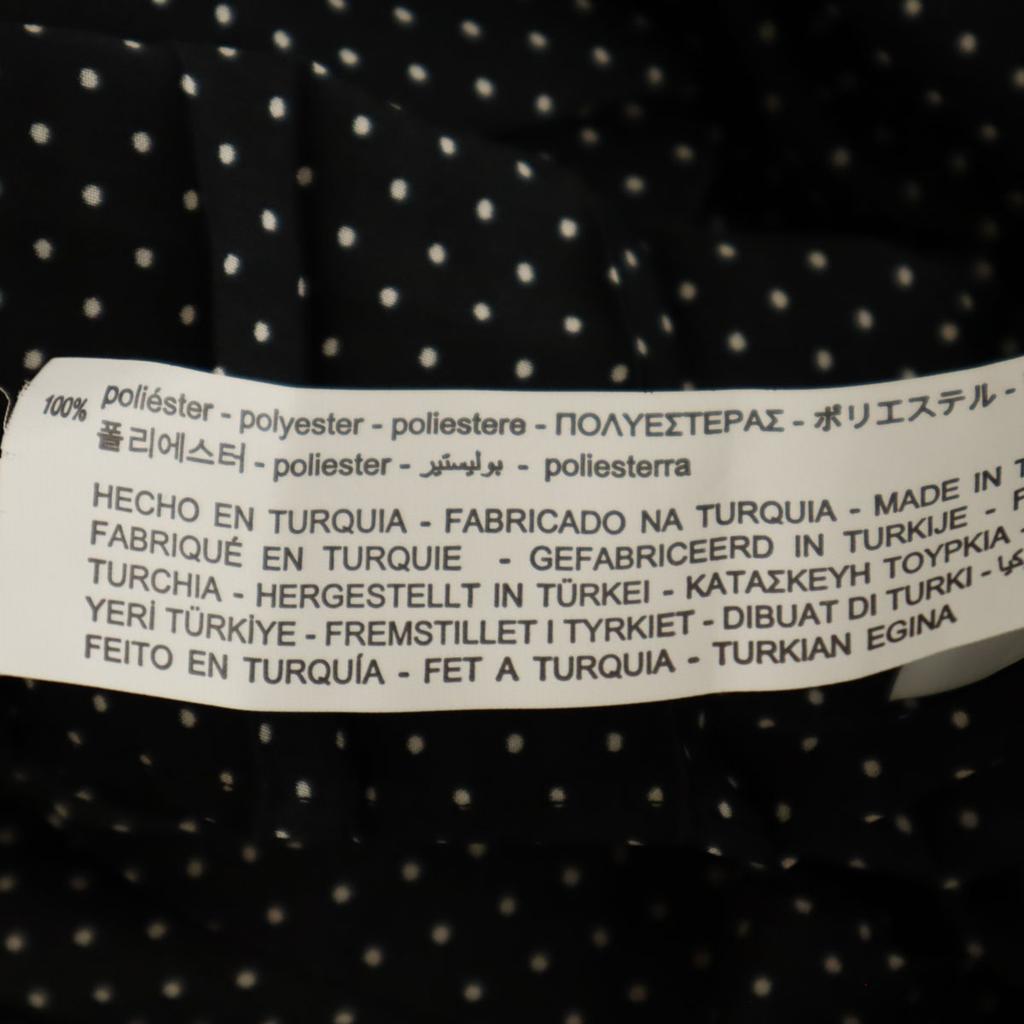 100% poliéster - polyester - poliestere - ΠΟΛΥΕΣΤΕΡΑΣ - ポリエステル -
폴리에스터 - poliester - بوليستير - poliesterra
HECHO EN TURQUIA - FABRICADO NA TURQUIA - MADE IN
FABRIQUÉ EN TURQUIE - GEFABRICEERD IN TURKIJE -
TURCHIA - HERGESTELLT IN TÜRKEI - ΚΑΤΑΣΚΕΥΗ ΤΟΥΡΚΙΑ -
YERİ TÜRKİYE - FREMSTILLET I TYRKIET - DIBUAT DI TURKI -
FEITO EN TURQUÍA - FET A TURQUIA - TURKIAN EGINA